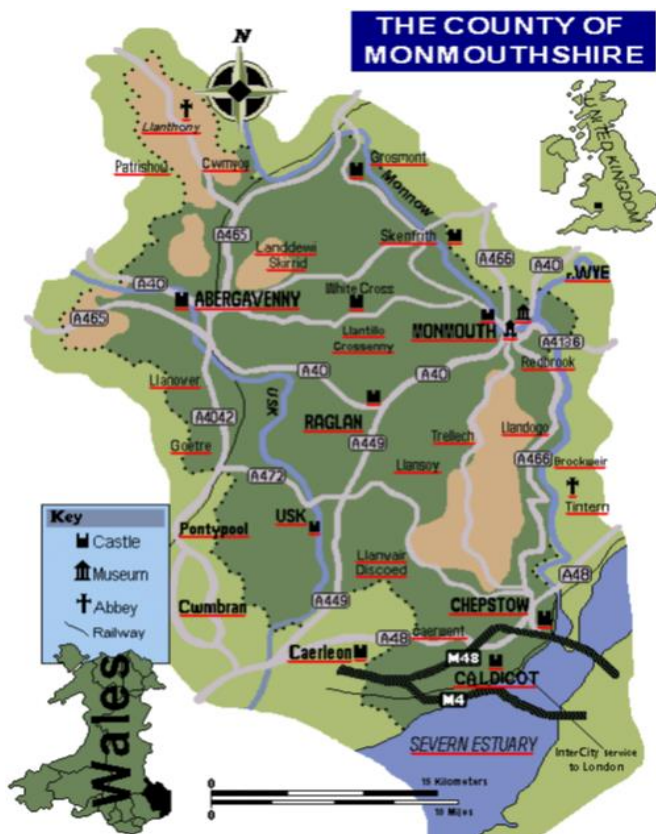 THE COUNTY OF
MONMOUTHSHIRE
N
UNITED KINGDOM
Llanthony
Patrishow
Cwmyoy
Grosmont
Monnow
A465
Landdewi
Skirrid
Skenfrith
A466
A40
r.WYE
A40
ABERGAVENNY
White Cross
A465
Llantilio
Crossenny
MONMOUTH
A4136
Redbrook
Llanover
A40
A40
USK
RAGLAN
A4042
A449
Trellech
Llandogo
Goetre
Llansoy
A466
Brockweir
A472
Tintern
Key
Castle
Museum
Abbey
Railway
USK
Pontypool
Llanvair
Discoed
A48
Cwmbran
A449
CHEPSTOW
A48
Caerwent
Caerleon
M48
CALDICOT
M4
Wales
SEVERN ESTUARY
InterCity service
to London
0
15 Kilometers
0
10 Miles